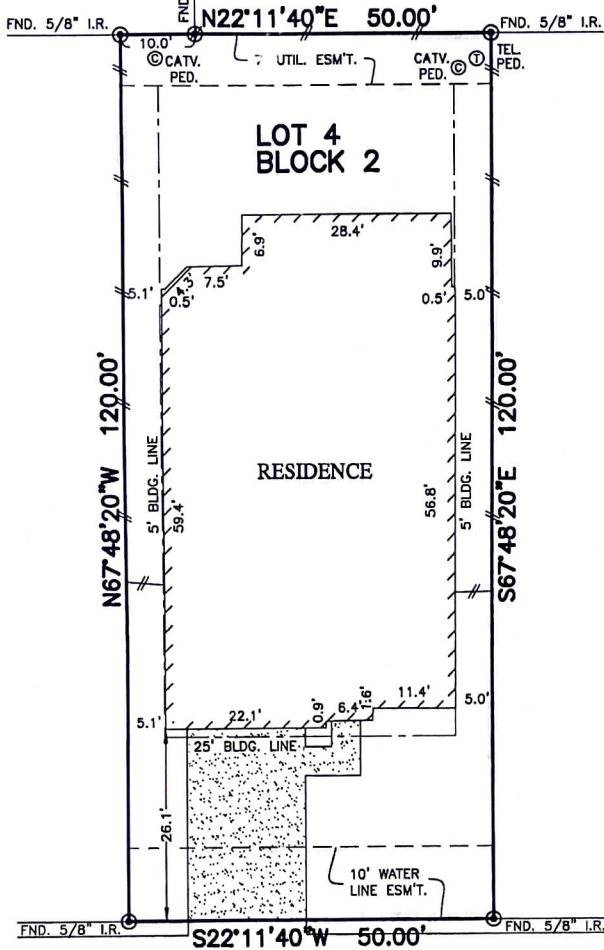 FND.
N22°11'40"E 50.00'
FND. 5/8" I.R.
FND. 5/8" I.R.
10.0'
CATV.
PED.
C
7' UTIL. ESM'T.
CATV.
PED.
C
T
TEL.
PED.
LOT 4
BLOCK 2
28.4'
6.9'
9.9'
4.3'
7.5'
0.5'
5.1'
0.5'
5.0'
N67°48'20"W 120.00'
5' BLDG. LINE
59.4'
RESIDENCE
56.8'
5' BLDG. LINE
S67°48'20"E 120.00'
5.1'
22.1'
0.9'
6.4'
1.6'
11.4'
5.0'
25' BLDG. LINE
26.1'
10' WATER
LINE ESM'T.
FND. 5/8" I.R.
S22°11'40"W 50.00'
FND. 5/8" I.R.